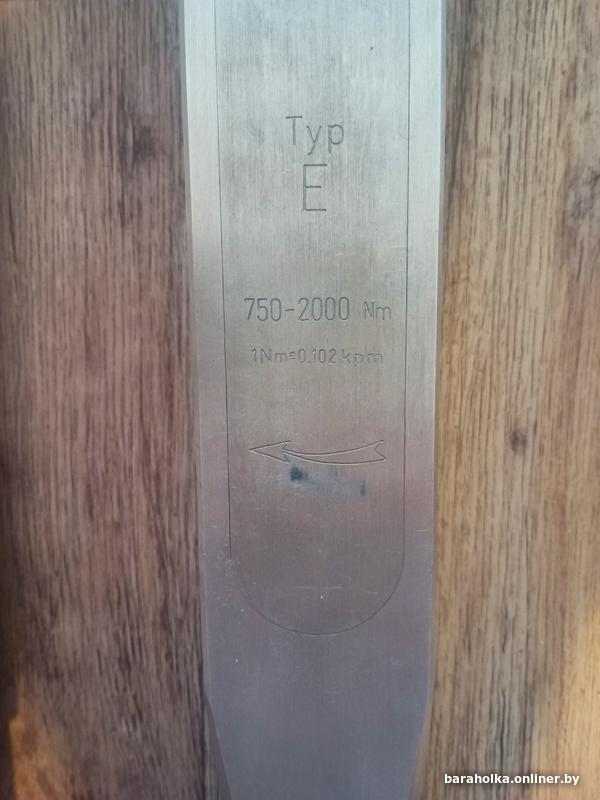 Typ
E
750-2000 Nm
1Nm≙0,102 kpm
baraholka.onliner.by